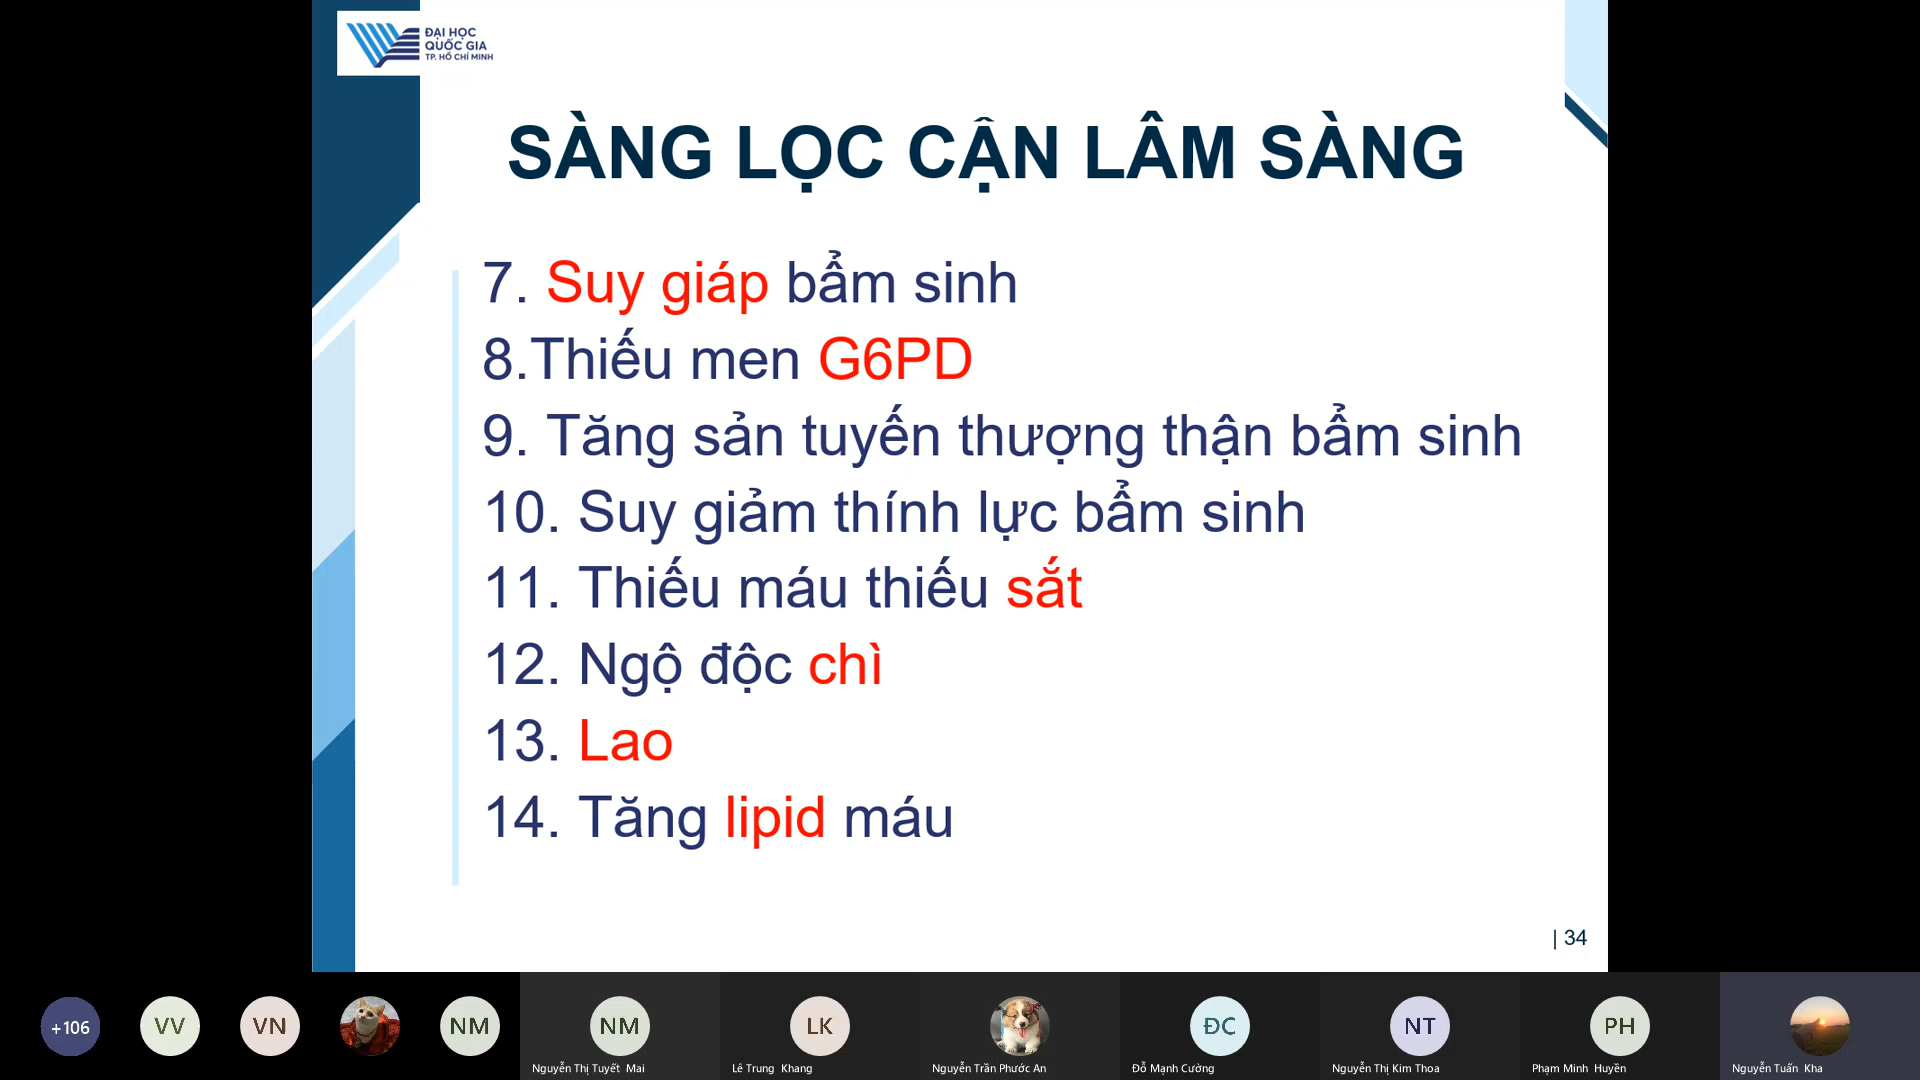 ĐẠI HỌC
QUỐC GIA
TP. HỒ CHÍ MINH
SÀNG LỌC CẬN LÂM SÀNG
7. Suy giáp bẩm sinh
8.Thiếu men G6PD
9. Tăng sản tuyến thượng thận bẩm sinh
10. Suy giảm thính lực bẩm sinh
11. Thiếu máu thiếu sắt
12. Ngộ độc chì
13. Lao
14. Tăng lipid máu
| 34
+106
VV
VN
NM
NM
LK
ĐC
NT
PH
Nguyễn Thị Tuyết Mai
Lê Trung Khang
Nguyễn Trần Phước An
Đỗ Mạnh Cường
Nguyễn Thị Kim Thoa
Phạm Minh Huyền
Nguyễn Tuấn Kha